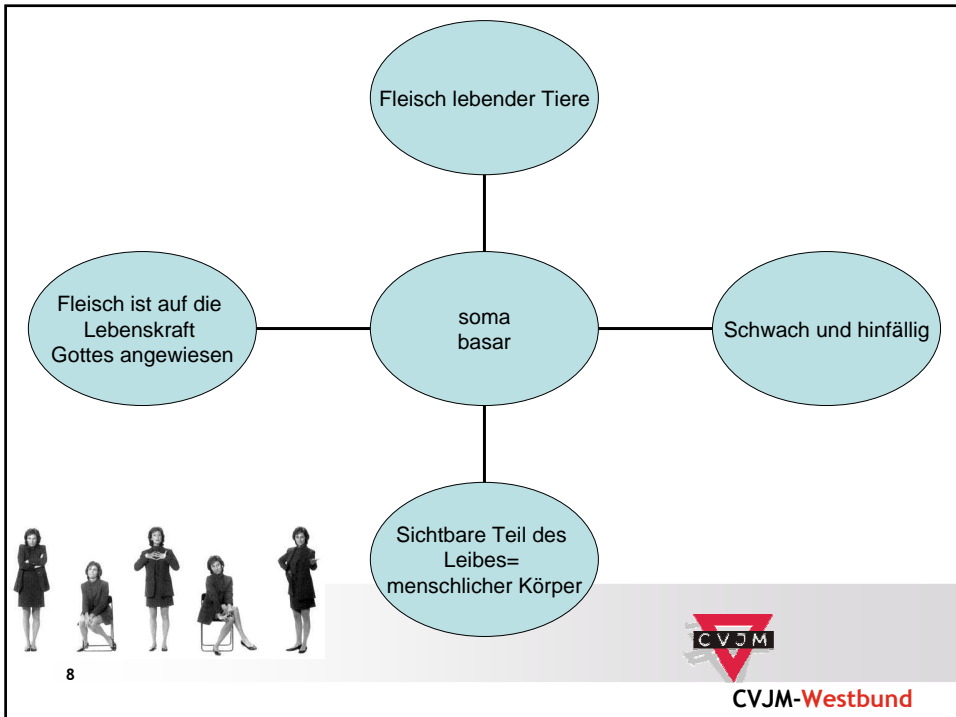 Fleisch lebender Tiere
Fleisch ist auf die
Lebenskraft
Gottes angewiesen
soma
basar
Schwach und hinfällig
Sichtbare Teil des
Leibes=
menschlicher Körper
CVJM
8
CVJM-Westbund